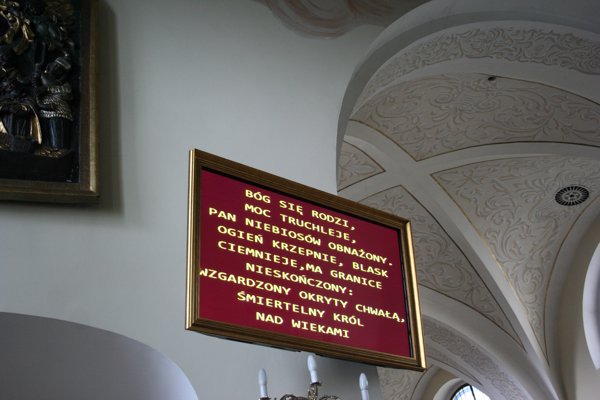 BÓG SIĘ RODZI,
MOC TRUCHLEJE,
PAN NIEBIOSÓW OBNAŻONY.
OGIEŃ KRZEPNIE, BLASK
CIEMNIEJE,MA GRANICE
NIESKOŃCZONY:
WZGARDZONY OKRYTY CHWAŁĄ,
ŚMIERTELNY KRÓL
NAD WIEKAMI